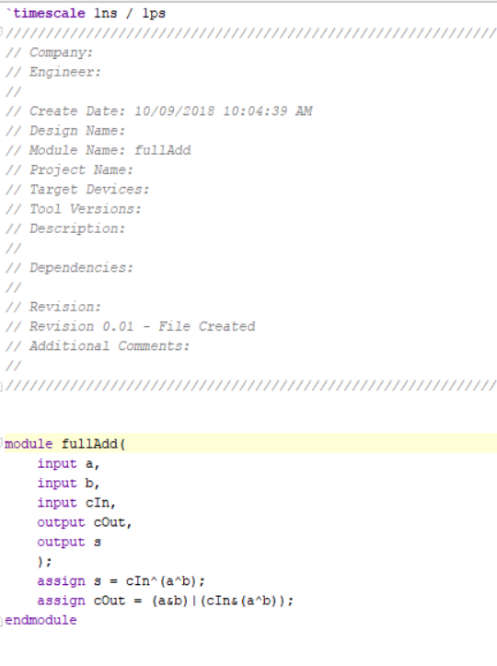 `timescale 1ns / 1ps
//////////////////////////////////////////////////////////////
// Company:
// Engineer:
//
// Create Date: 10/09/2018 10:04:39 AM
// Design Name:
// Module Name: fullAdd
// Project Name:
// Target Devices:
// Tool Versions:
// Description:
//
// Dependencies:
//
// Revision:
// Revision 0.01 - File Created
// Additional Comments:
//
//////////////////////////////////////////////////////////////
module fullAdd(
    input a,
    input b,
    input cIn,
    output cOut,
    output s
    );
    assign s = cIn^(a^b);
    assign cOut = (a&b)|(cIn&(a^b));
endmodule